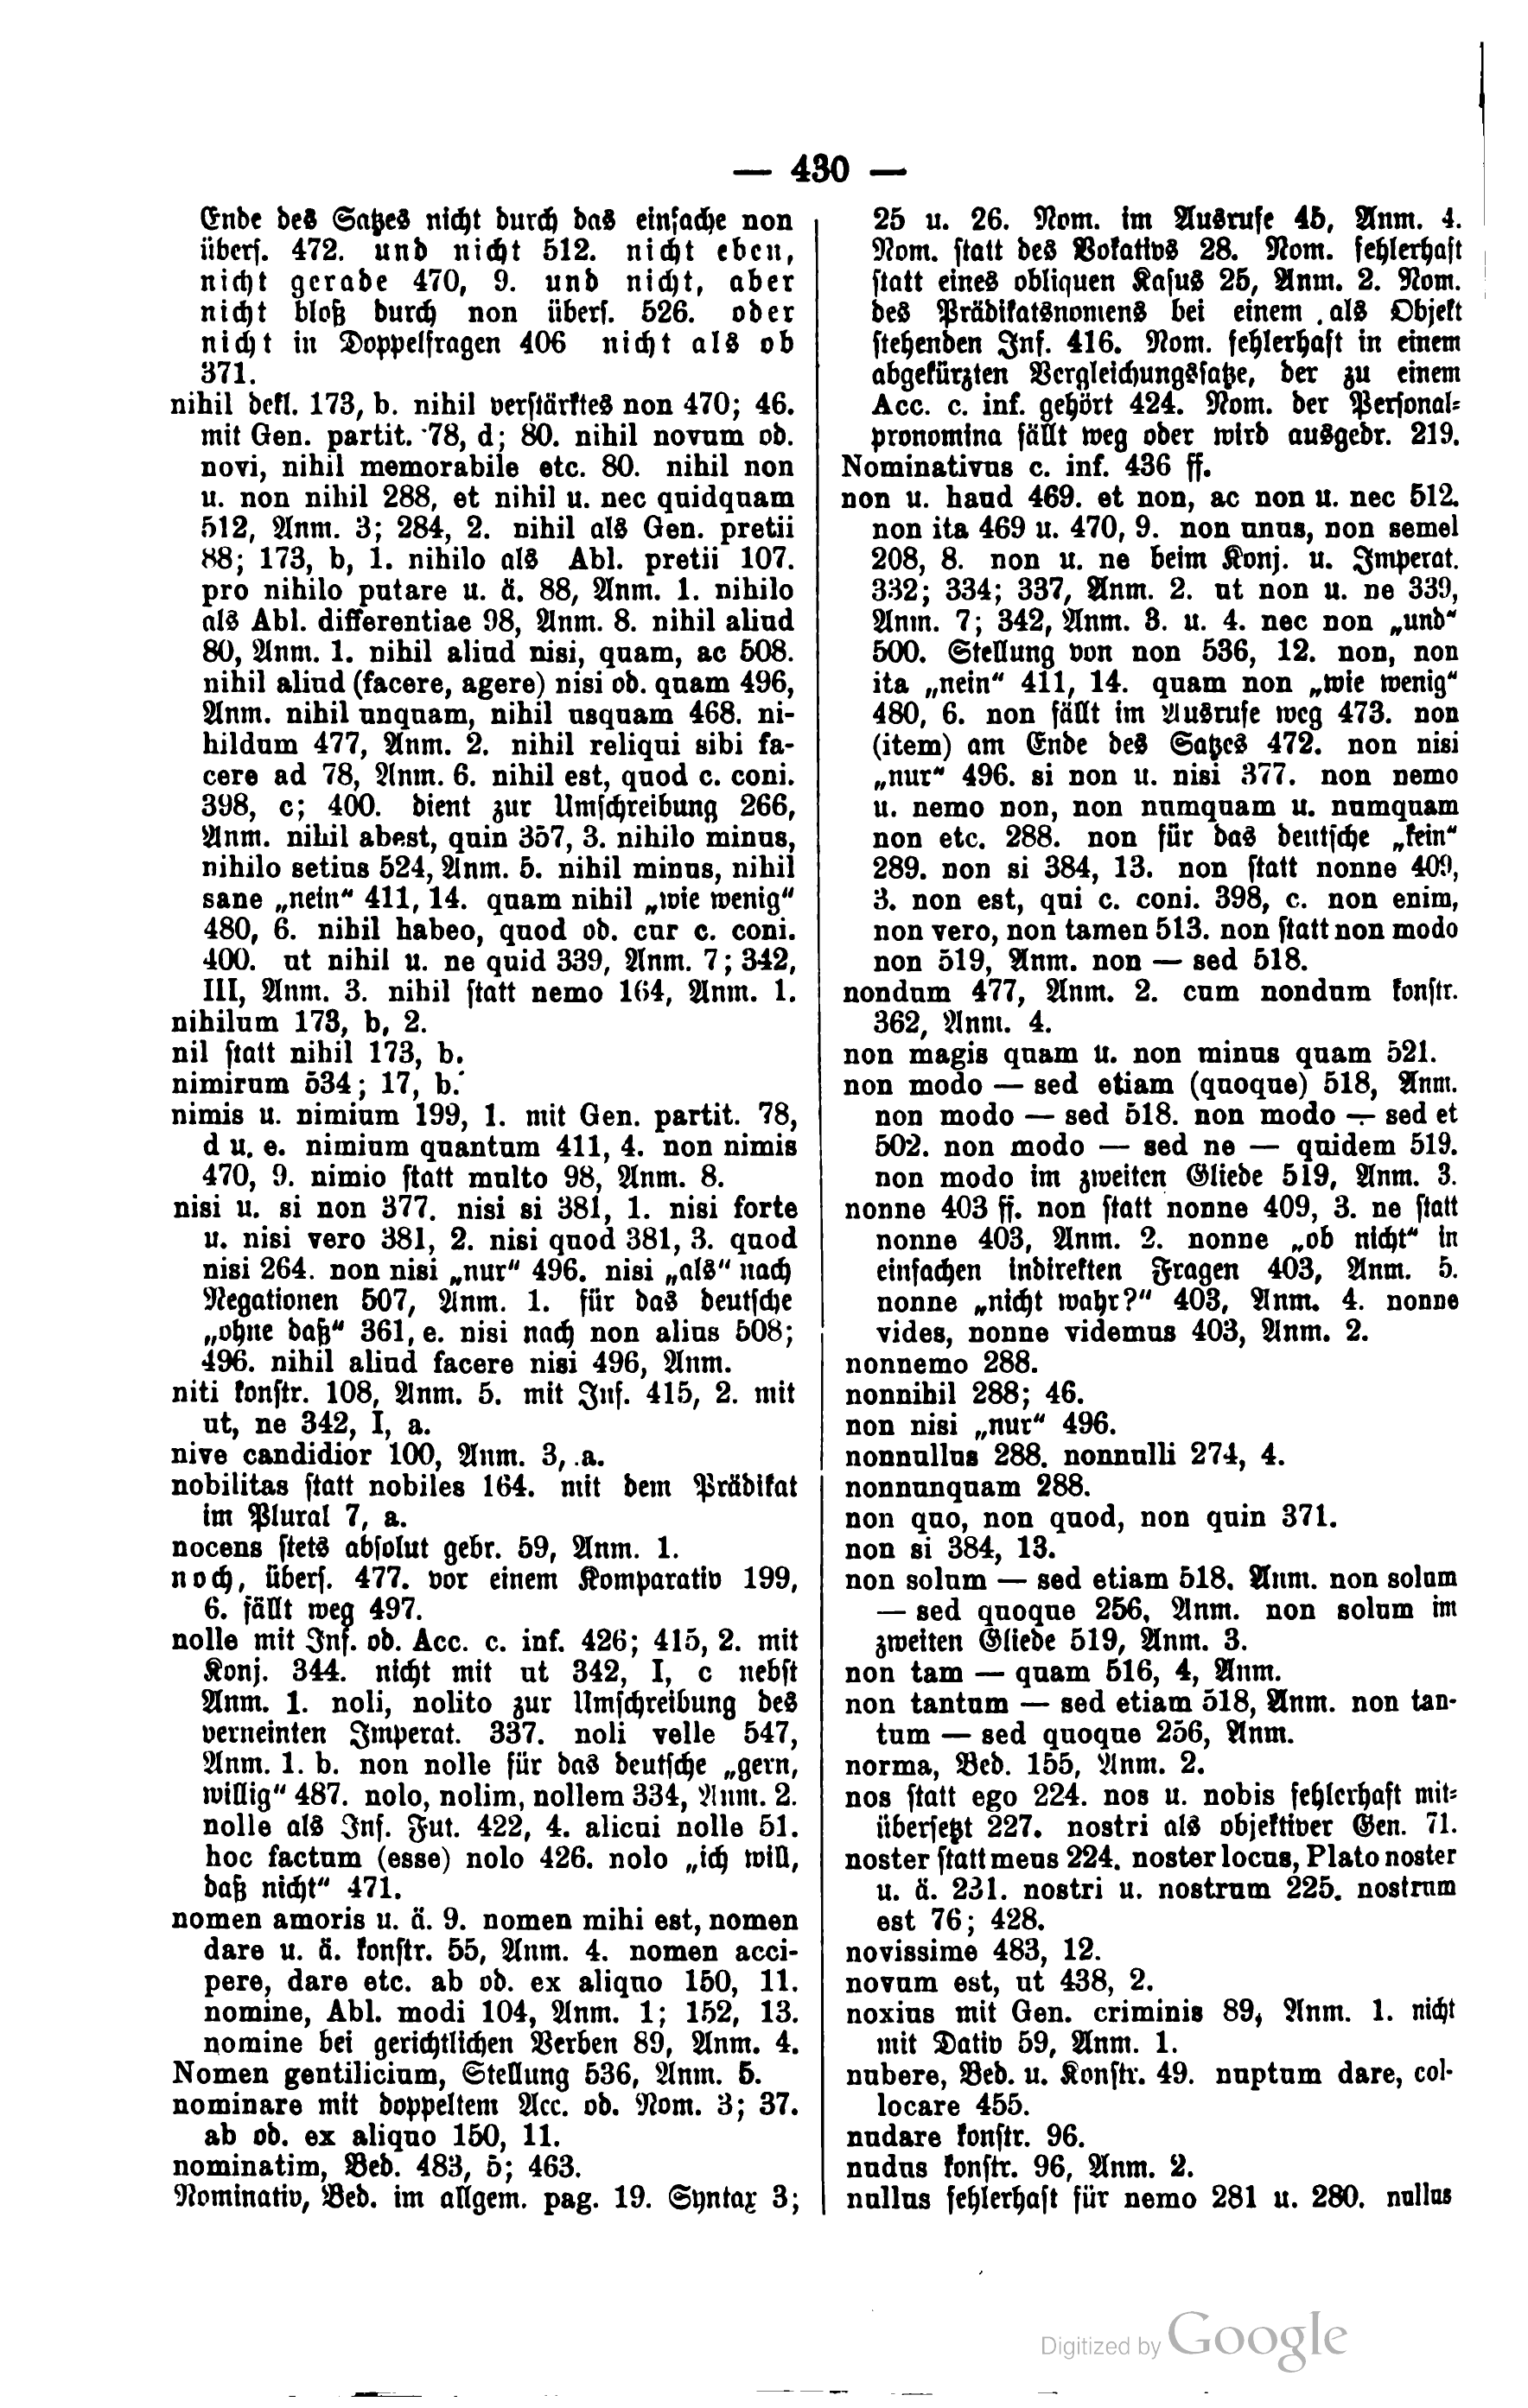 — 430 —
Ende des Satzes nicht durch das einfache non
übers. 472. und nicht 512. nicht eben,
nicht gerade 470, 9. und nicht, aber
nicht bloß durch non übers. 526. oder
nicht in Doppelfragen 406 nicht als ob
371.
nihil defl. 173, b. nihil verstärktes non 470; 46.
mit Gen. partit. 78, d; 80. nihil novum od.
novi, nihil memorabile etc. 80. nihil non
u. non nihil 288, et nihil u. nec quidquam
512, Anm. 3; 284, 2. nihil als Gen. pretii
88; 173, b, 1. nihilo als Abl. pretii 107.
pro nihilo putare u. ä. 88, Anm. 1. nihilo
als Abl. differentiae 98, Anm. 8. nihil aliud
80, Anm. 1. nihil aliud nisi, quam, ac 508.
nihil aliud (facere, agere) nisi od. quam 496,
Anm. nihil unquam, nihil usquam 468. ni-
hildum 477, Anm. 2. nihil reliqui sibi fa-
cere ad 78, Anm. 6. nihil est, quod c. coni.
398, c; 400. dient zur Umschreibung 266,
Anm. nihil abest, quin 357, 3. nihilo minus,
nihilo setius 524, Anm. 5. nihil minus, nihil
sane „nein“ 411, 14. quam nihil „wie wenig“
480, 6. nihil habeo, quod od. cur c. coni.
400. ut nihil u. ne quid 339, Anm. 7; 342,
III, Anm. 3. nihil statt nemo 164, Anm. 1.
nihilum 173, b, 2.
nil statt nihil 173, b.
nimirum 534; 17, b.
nimis u. nimium 199, 1. mit Gen. partit. 78,
d u. e. nimium quantum 411, 4. non nimis
470, 9. nimio statt multo 98, Anm. 8.
nisi u. si non 377. nisi si 381, 1. nisi forte
u. nisi vero 381, 2. nisi quod 381, 3. quod
nisi 264. non nisi „nur“ 496. nisi „als“ nach
Negationen 507, Anm. 1. für das deutsche
„ohne daß“ 361, e. nisi nach non alius 508;
496. nihil aliud facere nisi 496, Anm.
niti konstr. 108, Anm. 5. mit Inf. 415, 2. mit
ut, ne 342, I, a.
nive candidior 100, Anm. 3, a.
nobilitas statt nobiles 164. mit dem Prädikat
im Plural 7, a.
nocens stets absolut gebr. 59, Anm. 1.
noch, übers. 477. vor einem Komparativ 199,
6. fällt weg 497.
nolle mit Inf. od. Acc. c. inf. 426; 415, 2. mit
Konj. 344. nicht mit ut 342, I, c nebst
Anm. 1. noli, nolito zur Umschreibung des
verneinten Imperat. 337. noli velle 547,
Anm. 1. b. non nolle für das deutsche „gern,
willig“ 487. nolo, nolim, nollem 334, Anm. 2.
nolle als Inf. Fut. 422, 4. alicui nolle 51.
hoc factum (esse) nolo 426. nolo „ich will,
daß nicht“ 471.
nomen amoris u. ä. 9. nomen mihi est, nomen
dare u. ä. konstr. 55, Anm. 4. nomen acci-
pere, dare etc. ab od. ex aliquo 150, 11.
nomine, Abl. modi 104, Anm. 1; 152, 13.
nomine bei gerichtlichen Verben 89, Anm. 4.
Nomen gentilicium, Stellung 536, Anm. 5.
nominare mit doppeltem Acc. od. Nom. 3; 37.
ab od. ex aliquo 150, 11.
nominatim, Bed. 483, 5; 463.
Nominativ, Bed. im allgem. pag. 19. Syntax 3;
25 u. 26. Nom. im Ausrufe 45, Anm. 4.
Nom. statt des Vokativs 28. Nom. fehlerhaft
statt eines obliquen Kasus 25, Anm. 2. Nom.
des Prädikatsnomens bei einem als Objekt
stehenden Inf. 416. Nom. fehlerhaft in einem
abgekürzten Vergleichungssatze, der zu einem
Acc. c. inf. gehört 424. Nom. der Personal-
pronomina fällt weg oder wird ausgedr. 219.
Nominativus c. inf. 436 ff.
non u. haud 469. et non, ac non u. nec 512.
non ita 469 u. 470, 9. non unus, non semel
208, 8. non u. ne beim Konj. u. Imperat.
332; 334; 337, Anm. 2. ut non u. ne 339,
Anm. 7; 342, Anm. 3. u. 4. nec non „und“
500. Stellung von non 536, 12. non, non
ita „nein“ 411, 14. quam non „wie wenig“
480, 6. non fällt im Ausrufe weg 473. non
(item) am Ende des Satzes 472. non nisi
„nur“ 496. si non u. nisi 377. non nemo
u. nemo non, non numquam u. numquam
non etc. 288. non für das deutsche „kein“
289. non si 384, 13. non statt nonne 409,
3. non est, qui c. coni. 398, c. non enim,
non vero, non tamen 513. non statt non modo
non 519, Anm. non — sed 518.
nondum 477, Anm. 2. cum nondum konstr.
362, Anm. 4.
non magis quam u. non minus quam 521.
non modo — sed etiam (quoque) 518, Anm.
non modo — sed 518. non modo — sed et
502. non modo — sed ne — quidem 519.
non modo im zweiten Gliede 519, Anm. 3.
nonne 403 ff. non statt nonne 409, 3. ne statt
nonne 403, Anm. 2. nonne „ob nicht“ in
einfachen indirekten Fragen 403, Anm. 5.
nonne „nicht wahr?“ 403, Anm. 4. nonne
vides, nonne videmus 403, Anm. 2.
nonnemo 288.
nonnihil 288; 46.
non nisi „nur“ 496.
nonnullus 288. nonnulli 274, 4.
nonnunquam 288.
non quo, non quod, non quin 371.
non si 384, 13.
non solum — sed etiam 518. Anm. non solum
— sed quoque 256, Anm. non solum im
zweiten Gliede 519, Anm. 3.
non tam — quam 516, 4, Anm.
non tantum — sed etiam 518, Anm. non tan-
tum — sed quoque 256, Anm.
norma, Bed. 155, Anm. 2.
nos statt ego 224. nos u. nobis fehlerhaft mit-
übersetzt 227. nostri als objektiver Gen. 71.
noster statt meus 224. noster locus, Plato noster
u. ä. 231. nostri u. nostrum 225. nostrum
est 76; 428.
novissime 483, 12.
novum est, ut 438, 2.
noxius mit Gen. criminis 89, Anm. 1. nicht
mit Dativ 59, Anm. 1.
nubere, Bed. u. Konstr. 49. nuptum dare, col-
locare 455.
nudare konstr. 96.
nudus konstr. 96, Anm. 2.
nullus fehlerhaft für nemo 281 u. 280. nullus
Digitized by Google